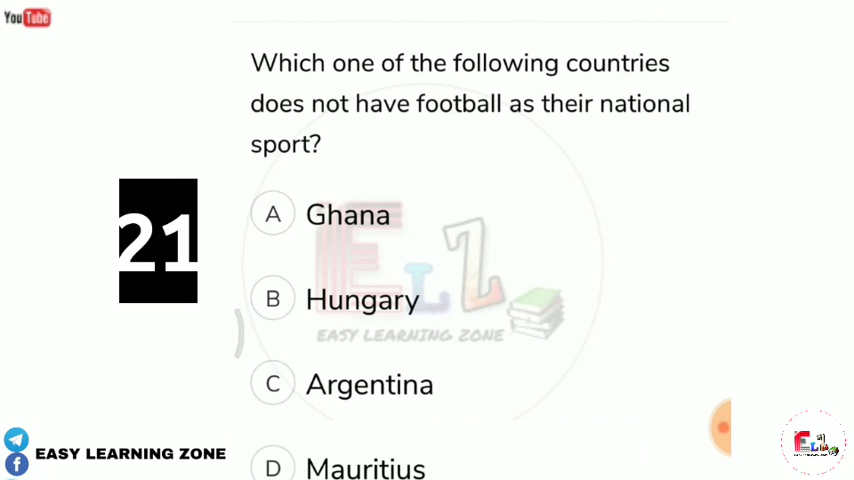 YouTube
Which one of the following countries
does not have football as their national
sport?
21
A Ghana
B Hungary
ELZ
EASY LEARNING ZONE
C Argentina
EASY LEARNING ZONE
D Mauritius